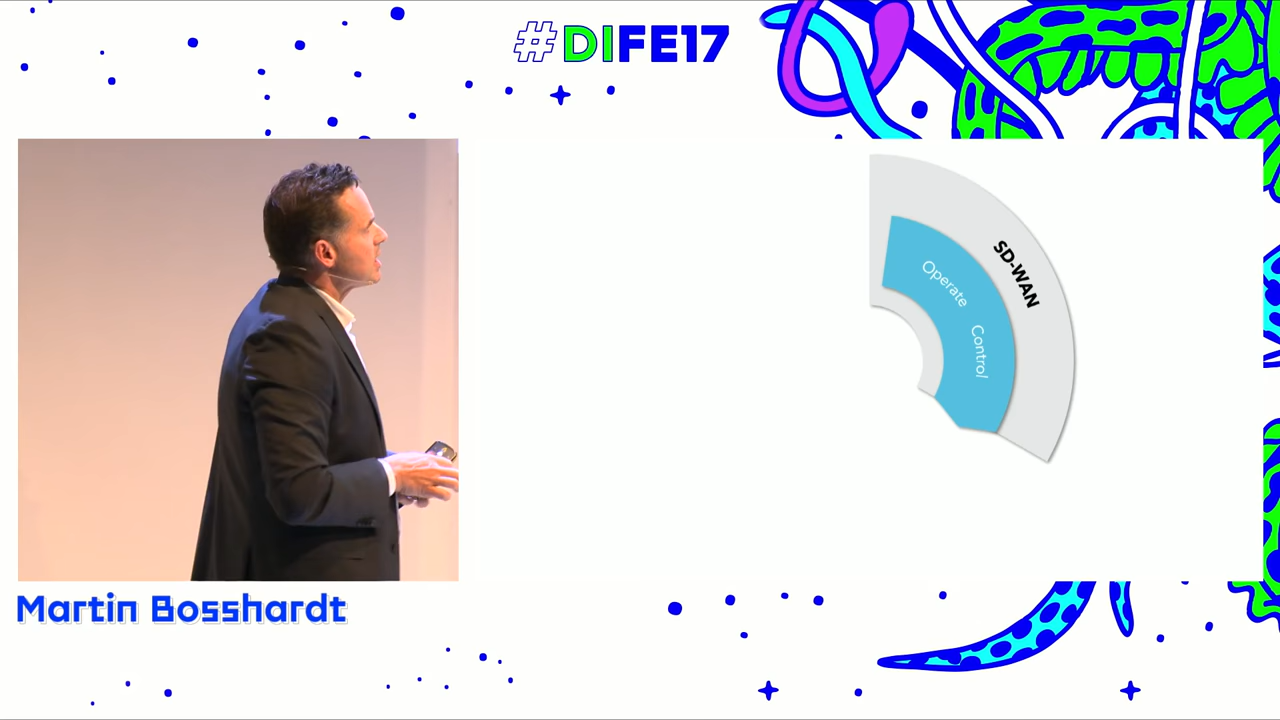 #DIFE17
SD-WAN
Operate
Control
Martin Bosshardt